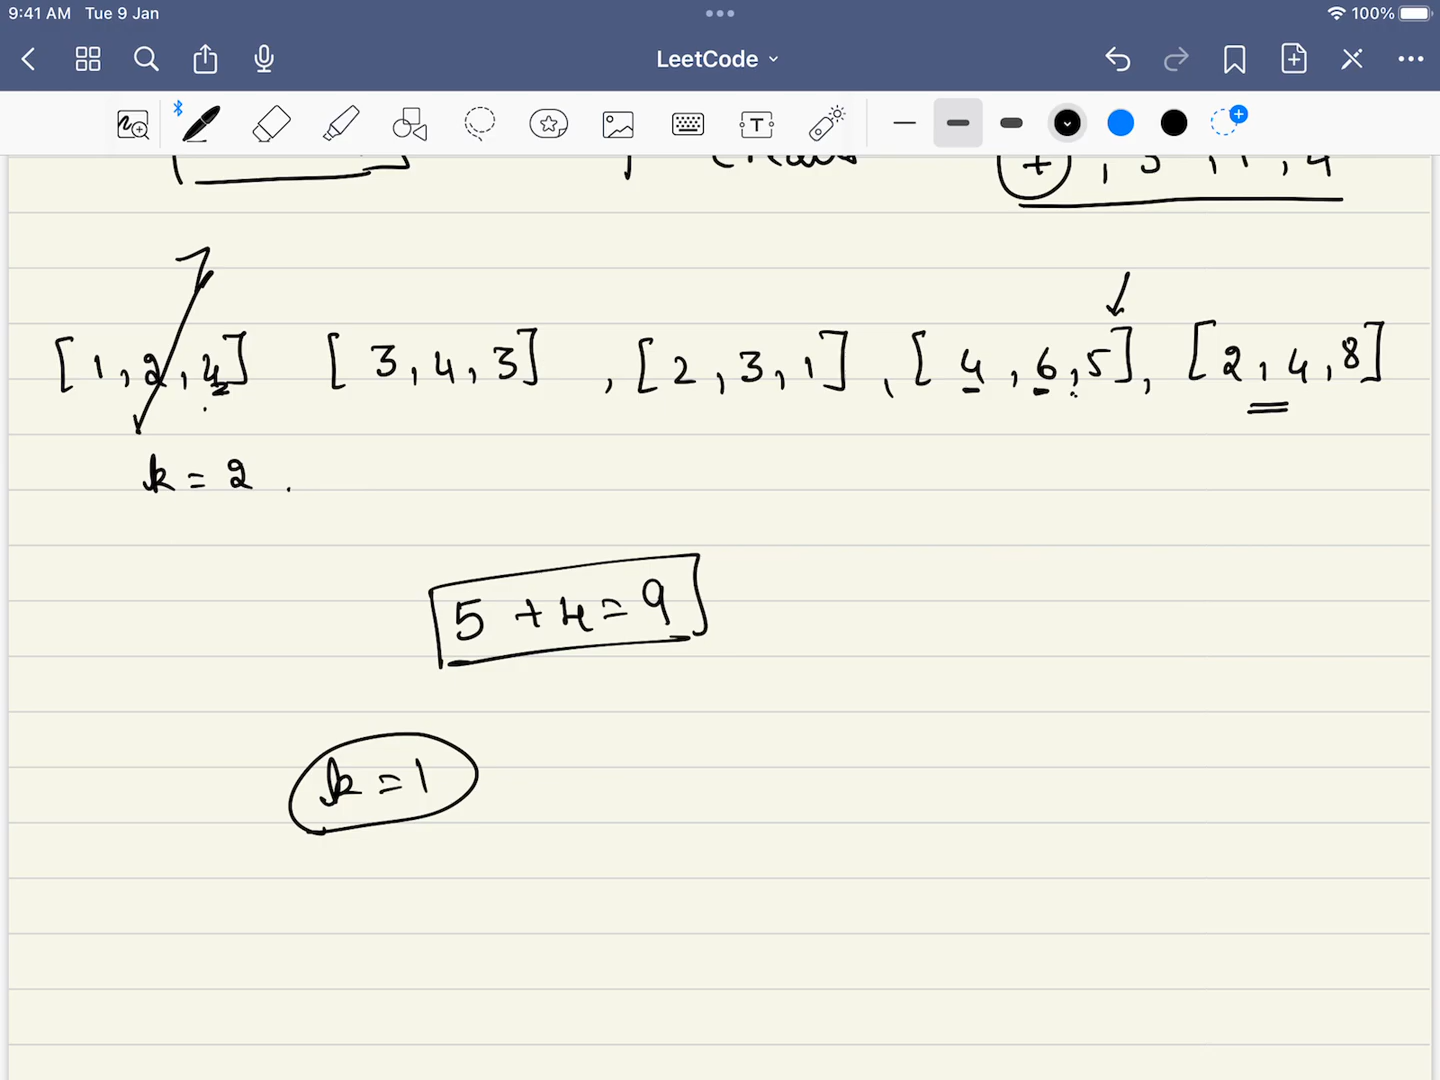 9:41 AM Tue 9 Jan 100%
LeetCode
T
[1,2,4] [3,4,3] ,[2,3,1] ,[4,6,5], [2,4,8]
k = 2 .
5 + 4 = 9
k = 1